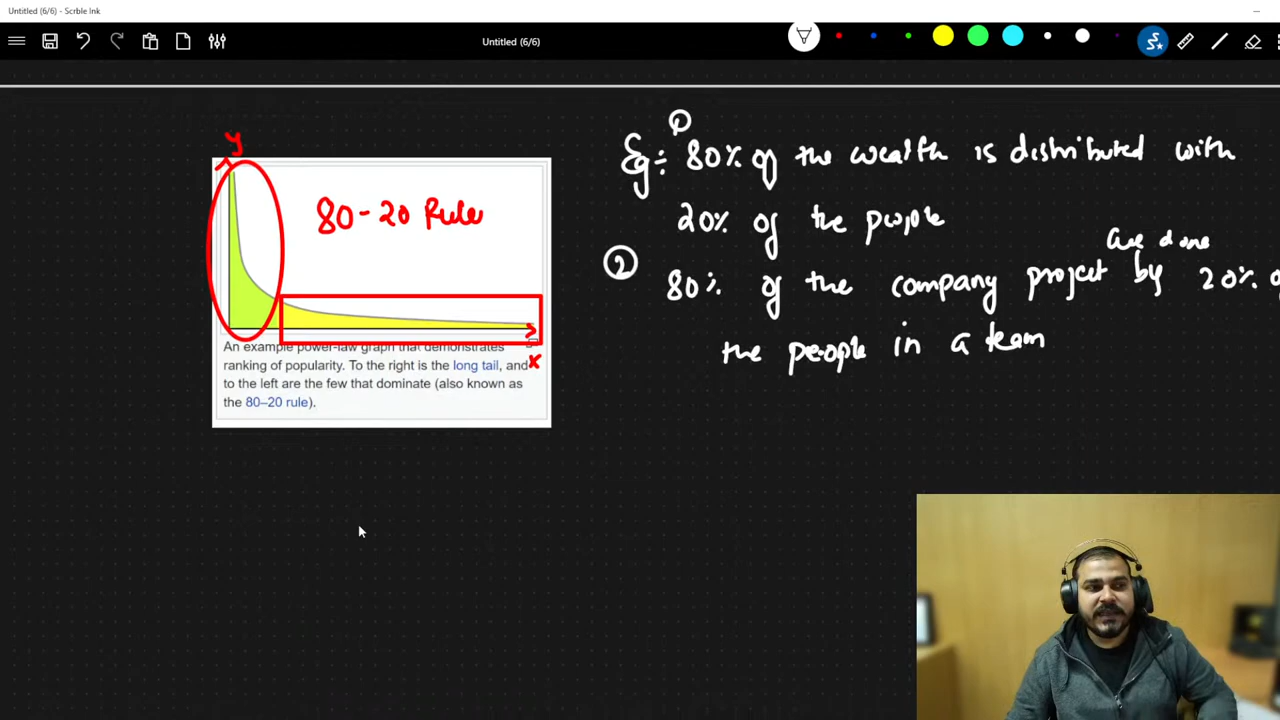 Untitled (6/6) - Scrble Ink
Untitled (6/6)
y
80-20 Rule
x
An example power-law graph that demonstrates
ranking of popularity. To the right is the long tail, and
to the left are the few that dominate (also known as
the 80–20 rule).
①
Eg:- 80% of the wealth is distributed with
20% of the people
are done
② 80% of the company project by 20% o
the people in a team